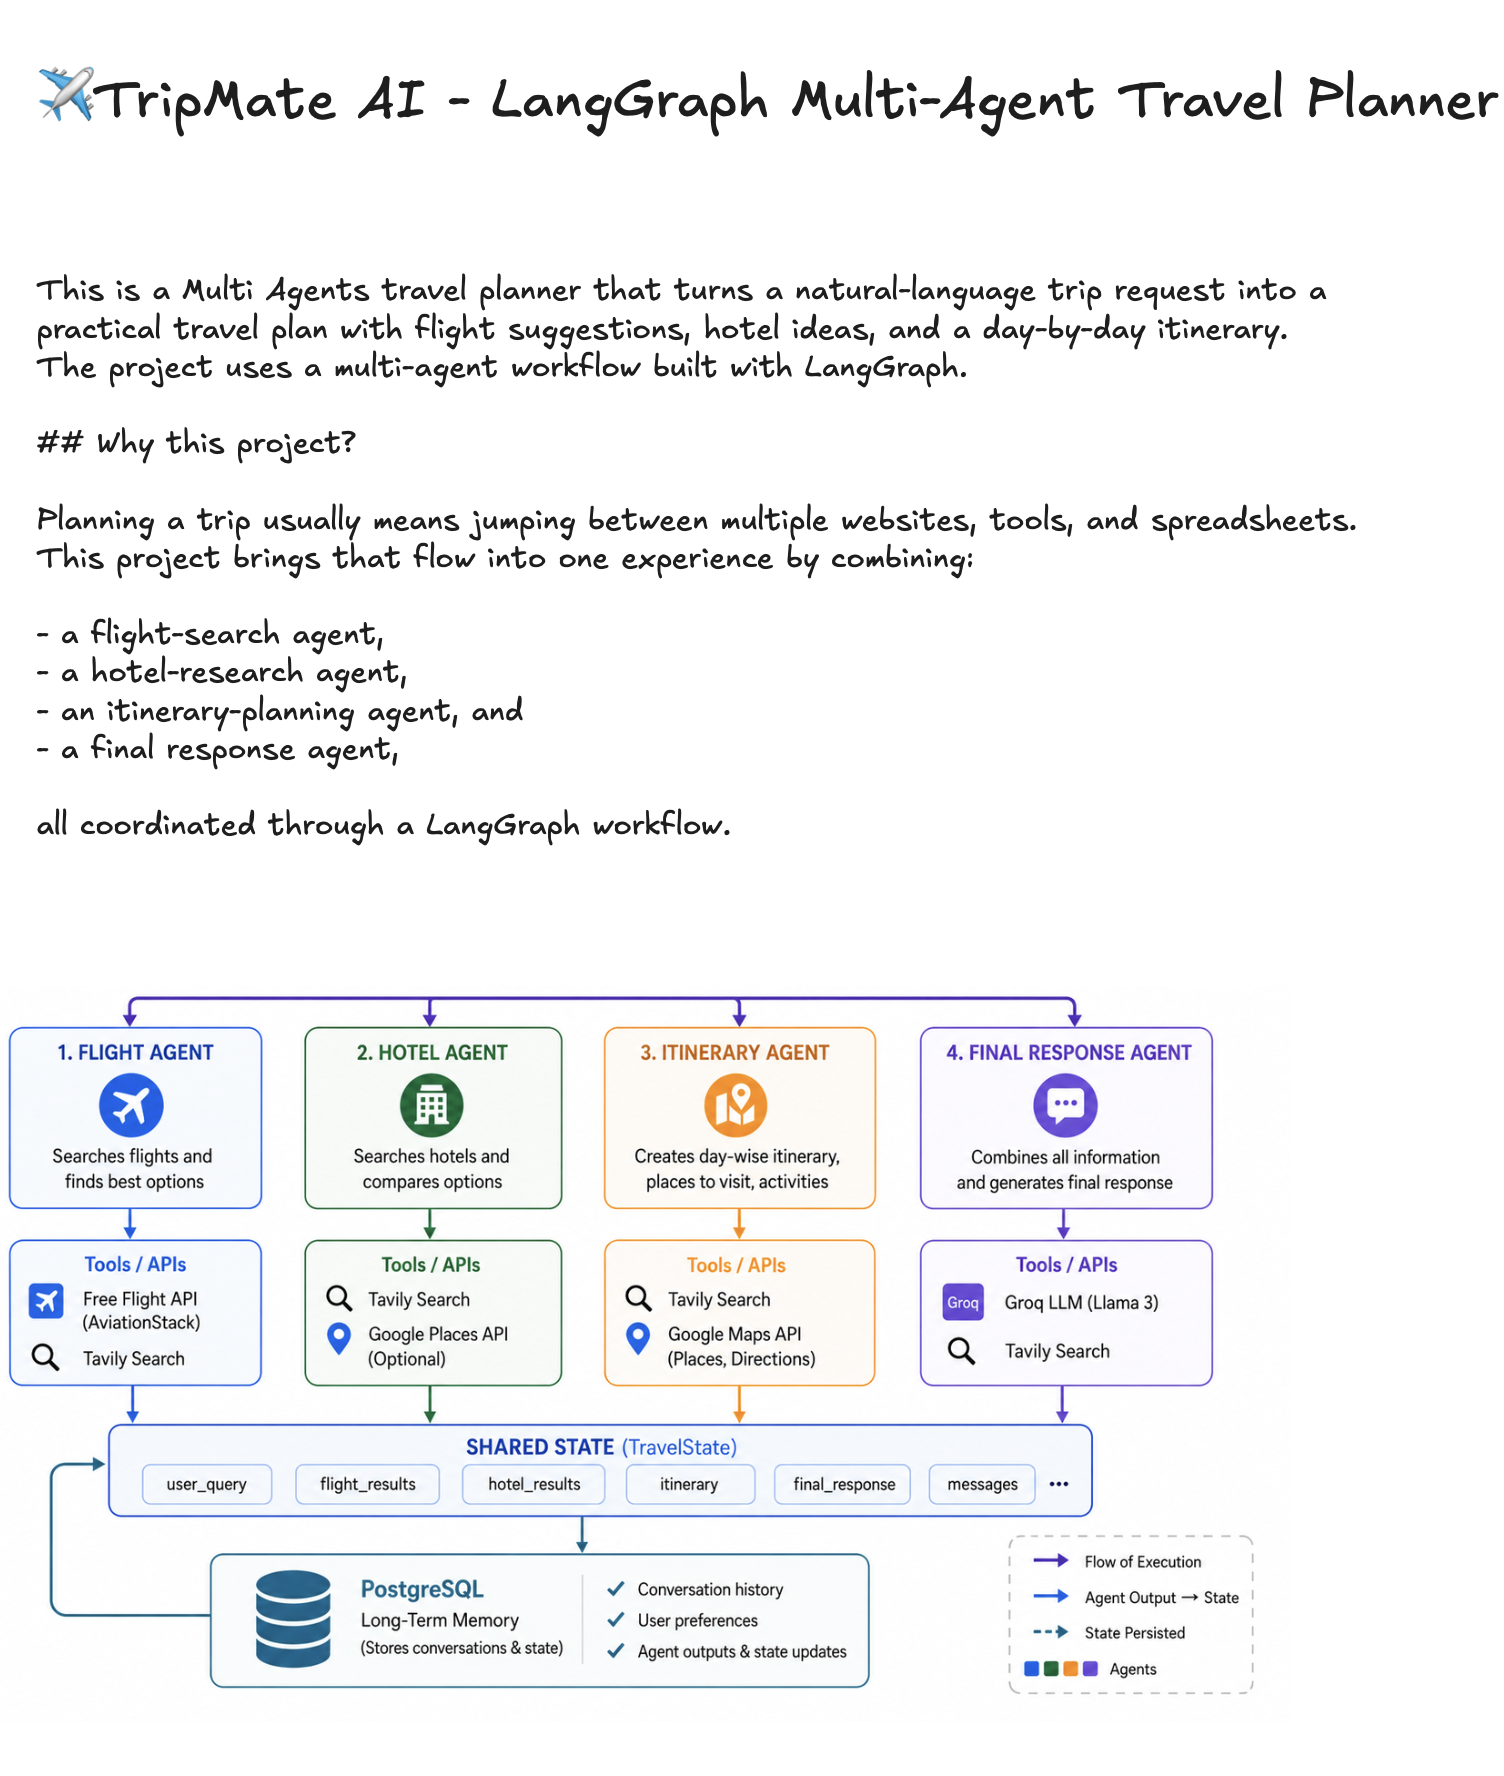 ✈️TripMate AI - LangGraph Multi-Agent Travel Planner
This is a Multi Agents travel planner that turns a natural-language trip request into a
practical travel plan with flight suggestions, hotel ideas, and a day-by-day itinerary.
The project uses a multi-agent workflow built with LangGraph.
## Why this project?
Planning a trip usually means jumping between multiple websites, tools, and spreadsheets.
This project brings that flow into one experience by combining:
- a flight-search agent,
- a hotel-research agent,
- an itinerary-planning agent, and
- a final response agent,
all coordinated through a LangGraph workflow.
1. FLIGHT AGENT
Searches flights and
finds best options
2. HOTEL AGENT
Searches hotels and
compares options
3. ITINERARY AGENT
Creates day-wise itinerary,
places to visit, activities
4. FINAL RESPONSE AGENT
Combines all information
and generates final response
Tools / APIs
Free Flight API
(AviationStack)
Tavily Search
Tools / APIs
Tavily Search
Google Places API
(Optional)
Tools / APIs
Tavily Search
Google Maps API
(Places, Directions)
Tools / APIs
Groq
Groq LLM (Llama 3)
Tavily Search
SHARED STATE (TravelState)
user_query
flight_results
hotel_results
itinerary
final_response
messages
...
PostgreSQL
Long-Term Memory
(Stores conversations & state)
✓ Conversation history
✓ User preferences
✓ Agent outputs & state updates
Flow of Execution
Agent Output → State
State Persisted
Agents